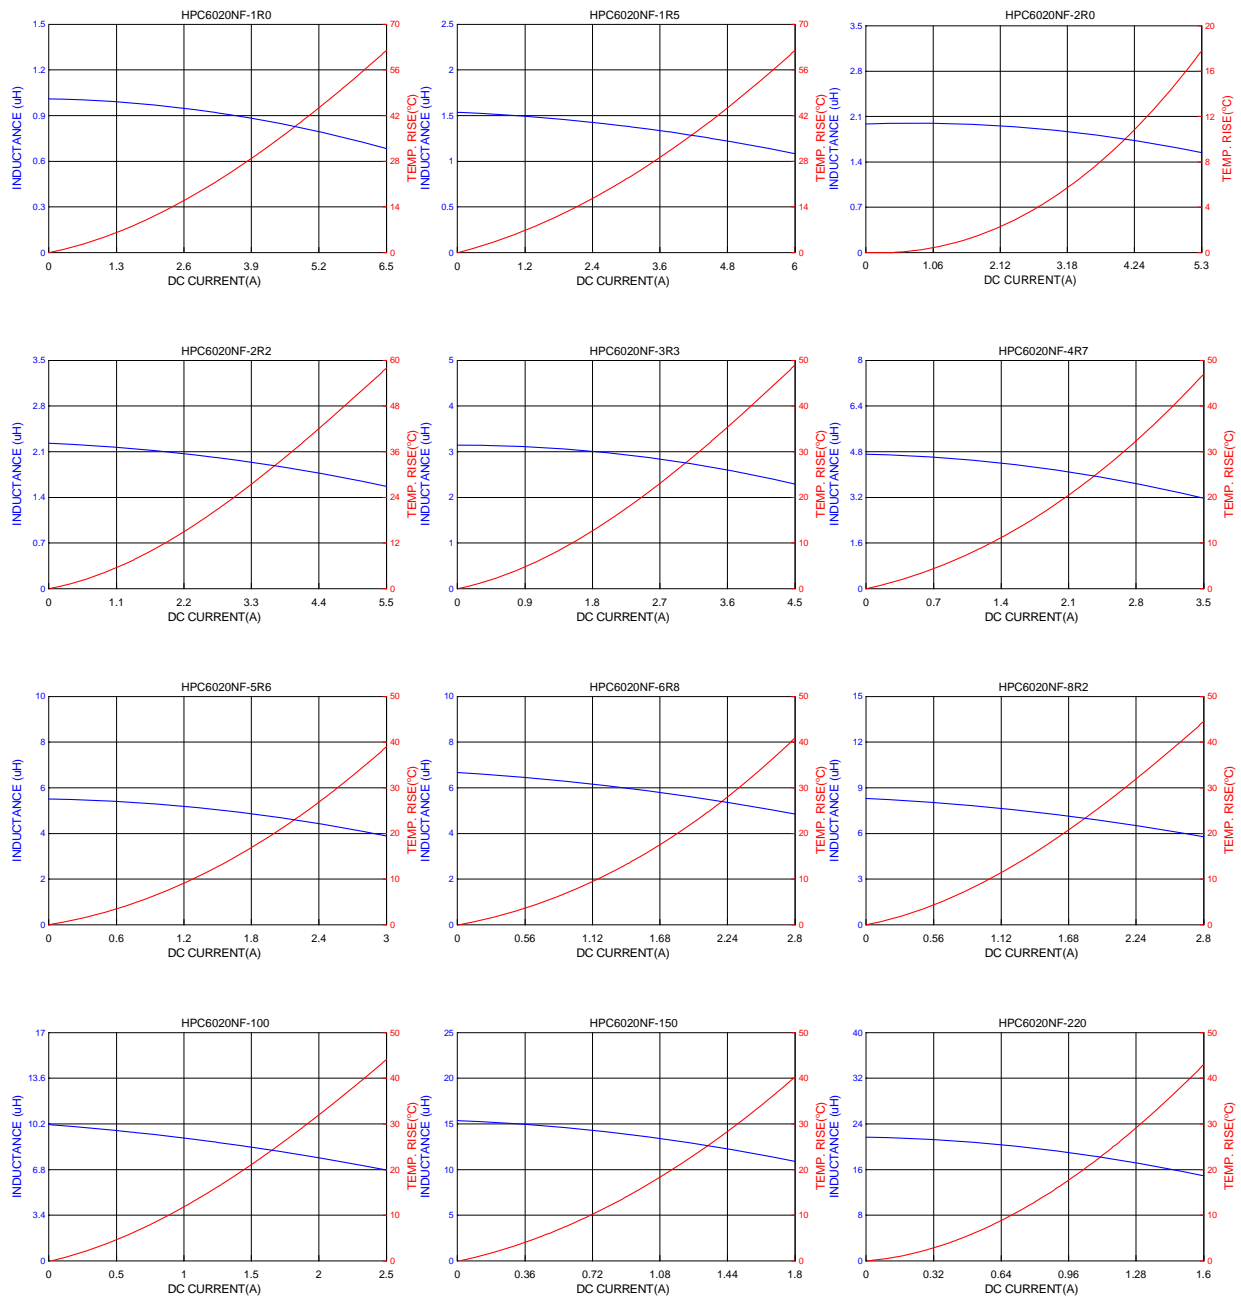 HPC6020NF-1R0
1.5
1.2
0.9
0.6
0.3
0
INDUCTANCE (uH)
70
56
42
28
14
0
TEMP. RISE(ºC)
0 1.3 2.6 3.9 5.2 6.5
DC CURRENT(A)
HPC6020NF-1R5
2.5
2
1.5
1
0.5
0
INDUCTANCE (uH)
70
56
42
28
14
0
TEMP. RISE(ºC)
0 1.2 2.4 3.6 4.8 6
DC CURRENT(A)
HPC6020NF-2R0
3.5
2.8
2.1
1.4
0.7
0
INDUCTANCE (uH)
20
16
12
8
4
0
TEMP. RISE(ºC)
0 1.06 2.12 3.18 4.24 5.3
DC CURRENT(A)
HPC6020NF-2R2
3.5
2.8
2.1
1.4
0.7
0
INDUCTANCE (uH)
60
48
36
24
12
0
TEMP. RISE(ºC)
0 1.1 2.2 3.3 4.4 5.5
DC CURRENT(A)
HPC6020NF-3R3
5
4
3
2
1
0
INDUCTANCE (uH)
50
40
30
20
10
0
TEMP. RISE(ºC)
0 0.9 1.8 2.7 3.6 4.5
DC CURRENT(A)
HPC6020NF-4R7
8
6.4
4.8
3.2
1.6
0
INDUCTANCE (uH)
50
40
30
20
10
0
TEMP. RISE(ºC)
0 0.7 1.4 2.1 2.8 3.5
DC CURRENT(A)
HPC6020NF-5R6
10
8
6
4
2
0
INDUCTANCE (uH)
50
40
30
20
10
0
TEMP. RISE(ºC)
0 0.6 1.2 1.8 2.4 3
DC CURRENT(A)
HPC6020NF-6R8
10
8
6
4
2
0
INDUCTANCE (uH)
50
40
30
20
10
0
TEMP. RISE(ºC)
0 0.56 1.12 1.68 2.24 2.8
DC CURRENT(A)
HPC6020NF-8R2
15
12
9
6
3
0
INDUCTANCE (uH)
50
40
30
20
10
0
TEMP. RISE(ºC)
0 0.56 1.12 1.68 2.24 2.8
DC CURRENT(A)
HPC6020NF-100
17
13.6
10.2
6.8
3.4
0
INDUCTANCE (uH)
50
40
30
20
10
0
TEMP. RISE(ºC)
0 0.5 1 1.5 2 2.5
DC CURRENT(A)
HPC6020NF-150
25
20
15
10
5
0
INDUCTANCE (uH)
50
40
30
20
10
0
TEMP. RISE(ºC)
0 0.36 0.72 1.08 1.44 1.8
DC CURRENT(A)
HPC6020NF-220
40
32
24
16
8
0
INDUCTANCE (uH)
50
40
30
20
10
0
TEMP. RISE(ºC)
0 0.32 0.64 0.96 1.28 1.6
DC CURRENT(A)